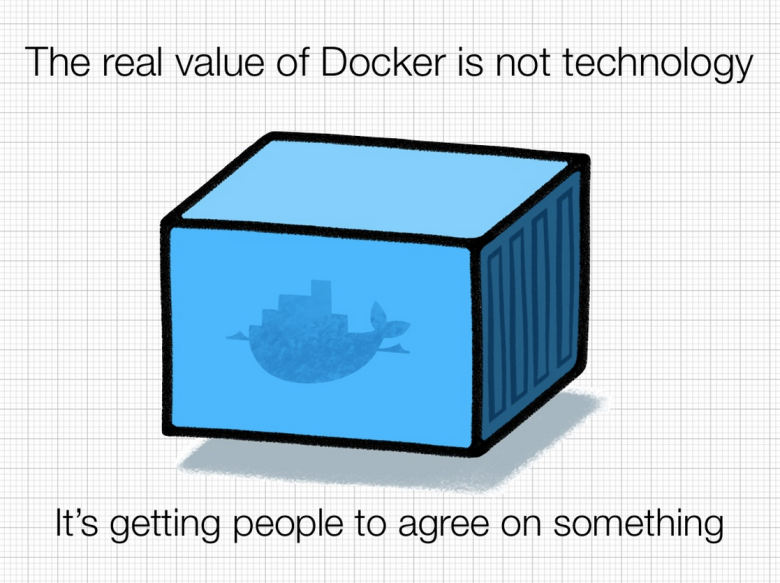 The real value of Docker is not technology
It's getting people to agree on something